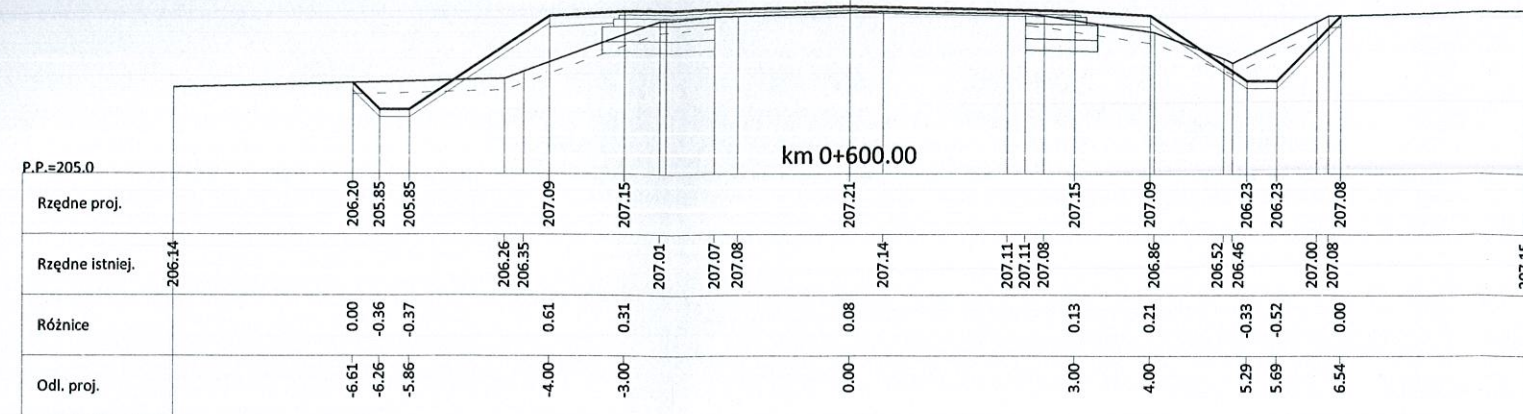 km 0+600.00
P.P.=205.0
Rzędne proj. 206.20 205.85 205.85 207.09 207.15 207.21 207.15 207.09 206.23 206.23 207.08
Rzędne istniej. 206.14 206.26 206.35 207.01 207.07 207.08 207.14 207.11 207.11 207.08 206.86 206.52 206.46 207.00 207.08
Różnice 0.00 -0.36 -0.37 0.61 0.31 0.08 0.13 0.21 -0.33 -0.52 0.00
Odl. proj. -6.61 -6.26 -5.86 -4.00 -3.00 0.00 3.00 4.00 5.29 5.69 6.54